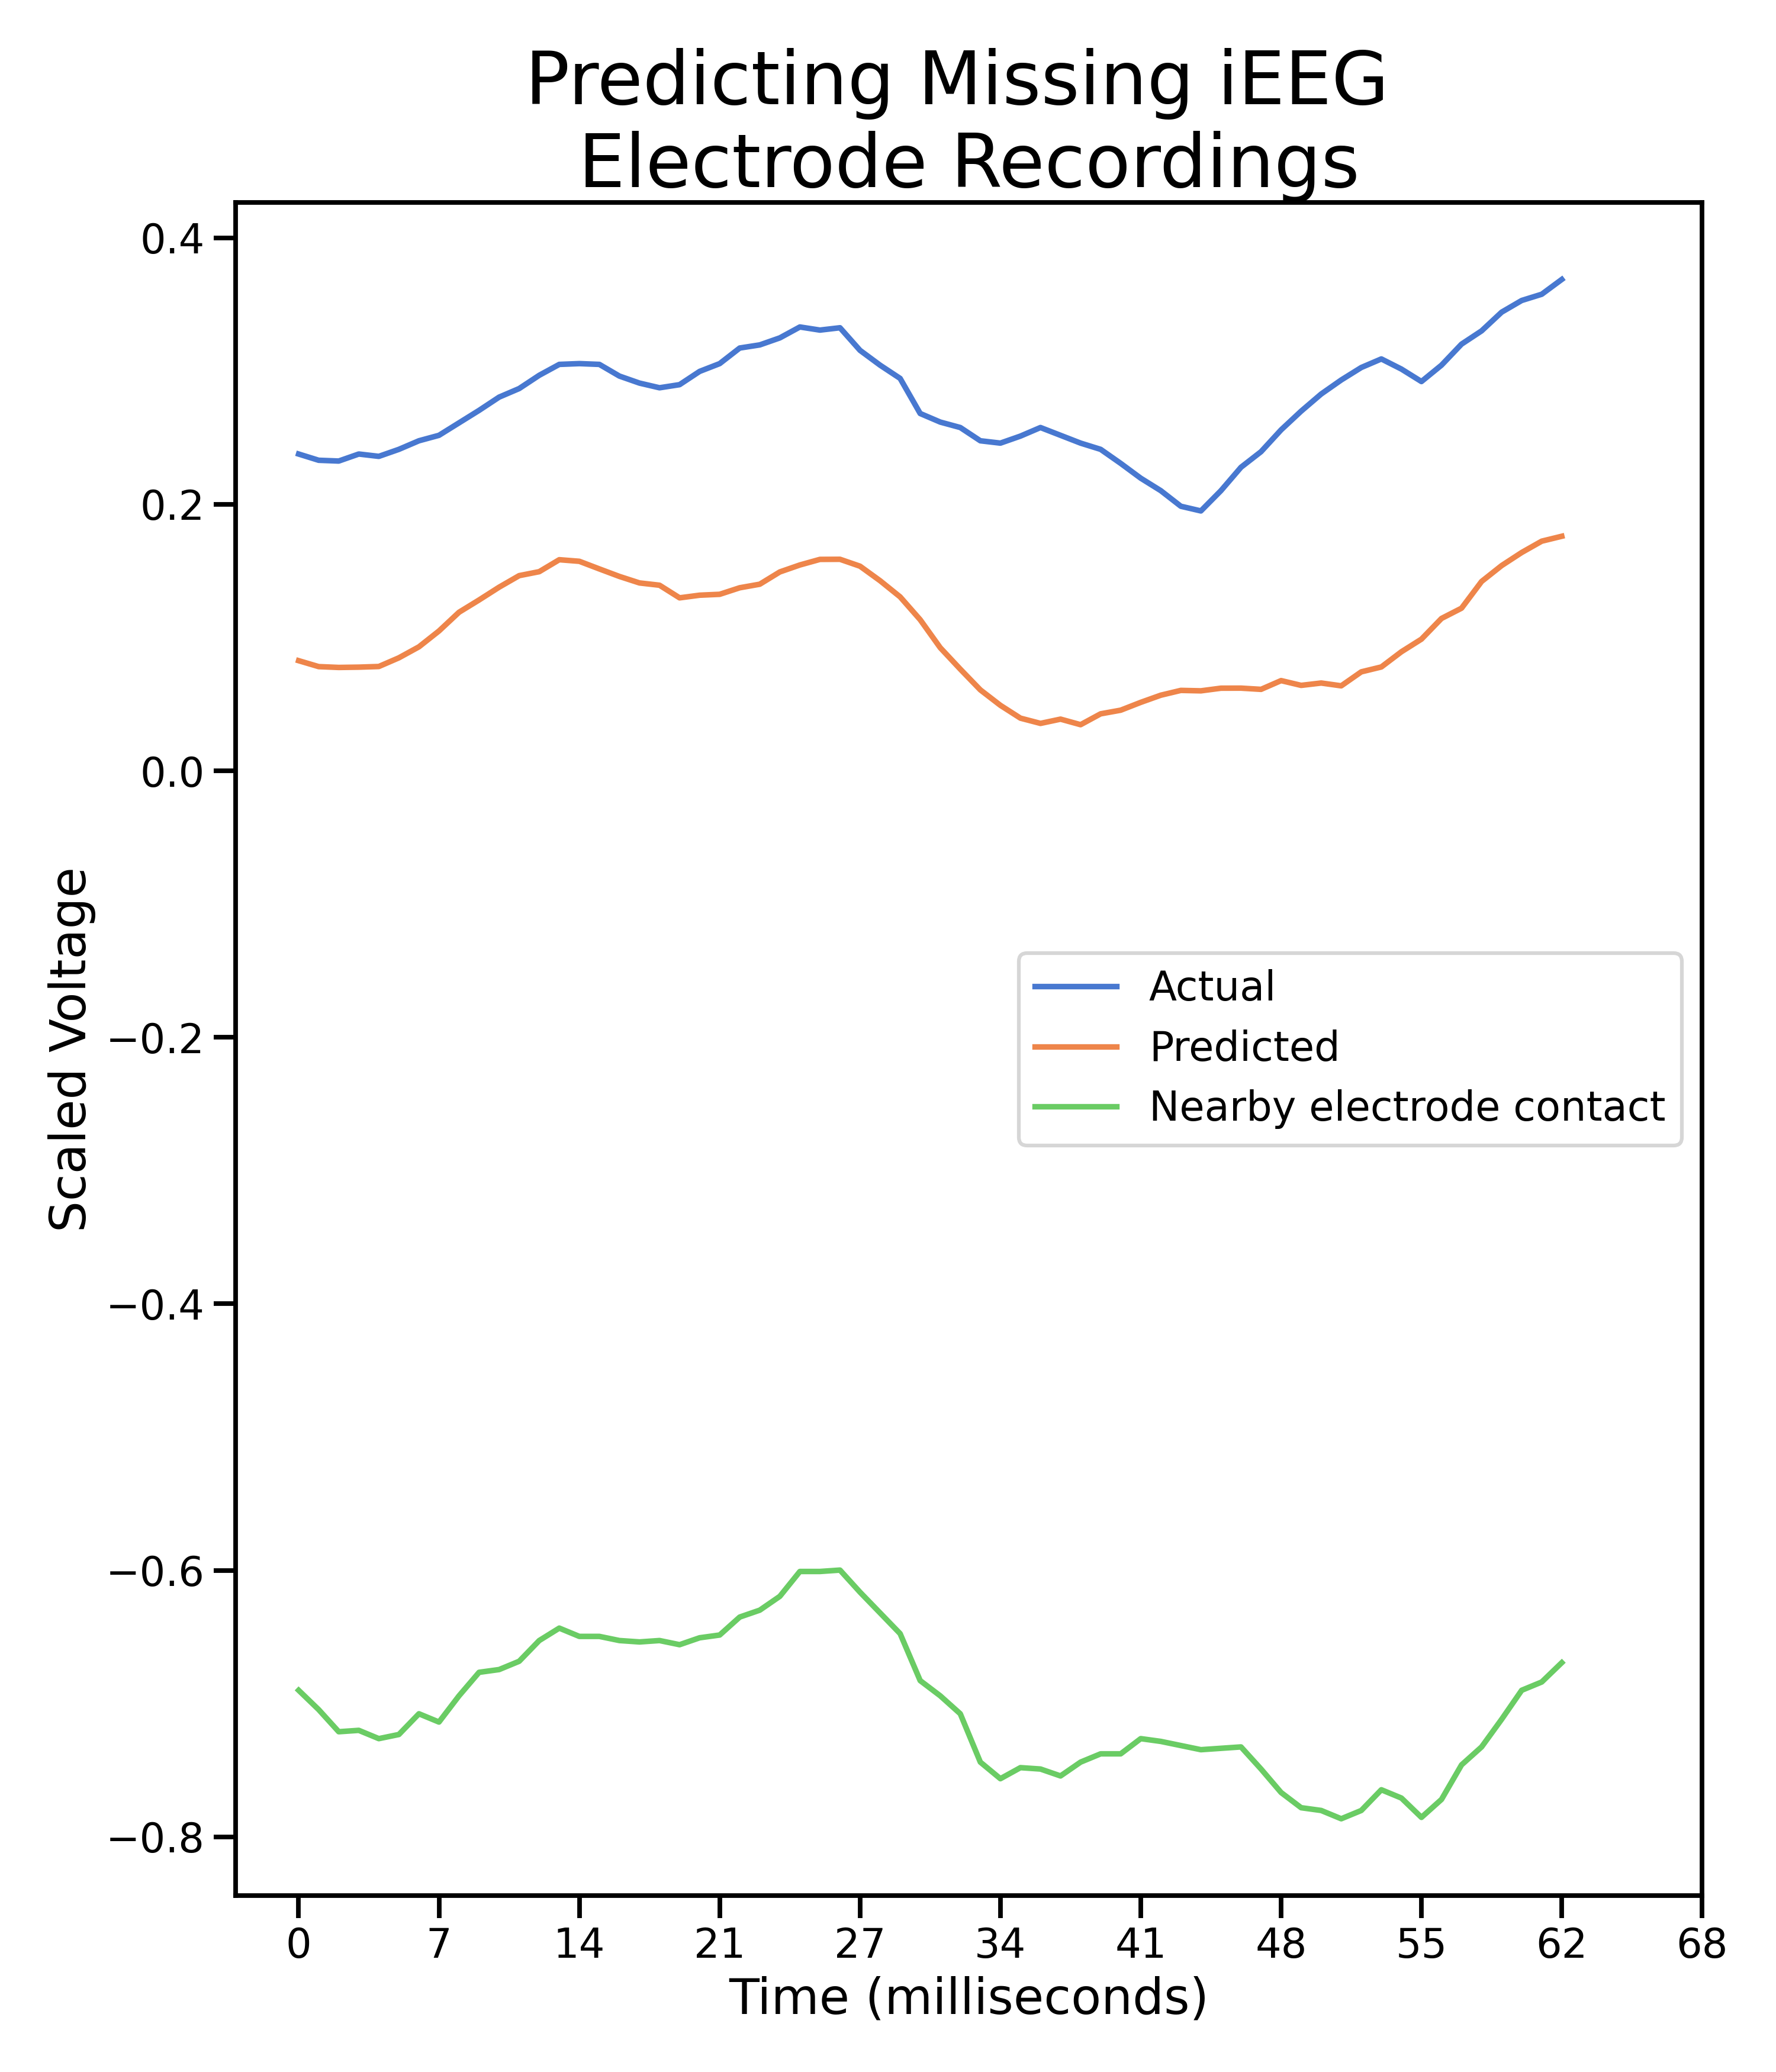 Predicting Missing iEEG
Electrode Recordings
0.4
0.2
0.0
−0.2
−0.4
−0.6
−0.8
Scaled Voltage
Actual
Predicted
Nearby electrode contact
0 7 14 21 27 34 41 48 55 62 68
Time (milliseconds)